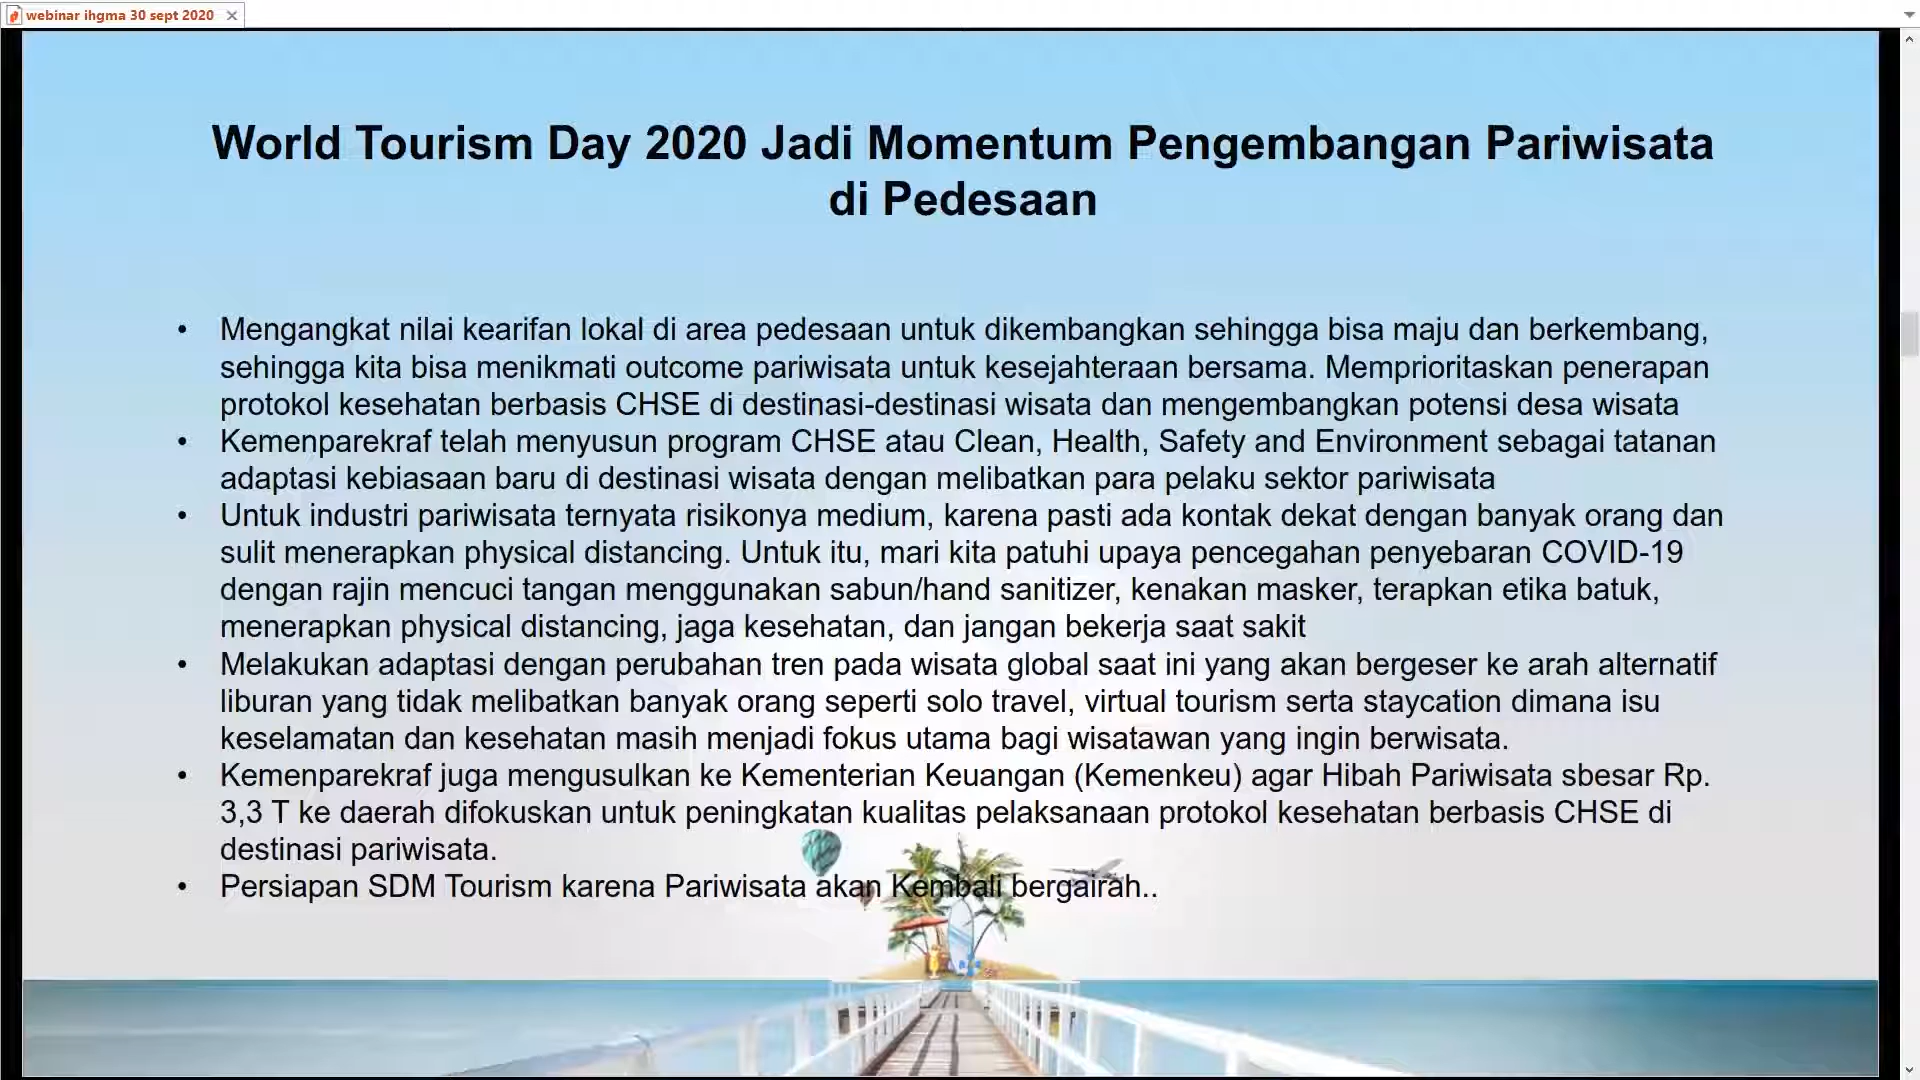 webinar ihgma 30 sept 2020
World Tourism Day 2020 Jadi Momentum Pengembangan Pariwisata
di Pedesaan
• Mengangkat nilai kearifan lokal di area pedesaan untuk dikembangkan sehingga bisa maju dan berkembang,
sehingga kita bisa menikmati outcome pariwisata untuk kesejahteraan bersama. Memprioritaskan penerapan
protokol kesehatan berbasis CHSE di destinasi-destinasi wisata dan mengembangkan potensi desa wisata
• Kemenparekraf telah menyusun program CHSE atau Clean, Health, Safety and Environment sebagai tatanan
adaptasi kebiasaan baru di destinasi wisata dengan melibatkan para pelaku sektor pariwisata
• Untuk industri pariwisata ternyata risikonya medium, karena pasti ada kontak dekat dengan banyak orang dan
sulit menerapkan physical distancing. Untuk itu, mari kita patuhi upaya pencegahan penyebaran COVID-19
dengan rajin mencuci tangan menggunakan sabun/hand sanitizer, kenakan masker, terapkan etika batuk,
menerapkan physical distancing, jaga kesehatan, dan jangan bekerja saat sakit
• Melakukan adaptasi dengan perubahan tren pada wisata global saat ini yang akan bergeser ke arah alternatif
liburan yang tidak melibatkan banyak orang seperti solo travel, virtual tourism serta staycation dimana isu
keselamatan dan kesehatan masih menjadi fokus utama bagi wisatawan yang ingin berwisata.
• Kemenparekraf juga mengusulkan ke Kementerian Keuangan (Kemenkeu) agar Hibah Pariwisata sbesar Rp.
3,3 T ke daerah difokuskan untuk peningkatan kualitas pelaksanaan protokol kesehatan berbasis CHSE di
destinasi pariwisata.
• Persiapan SDM Tourism karena Pariwisata akan Kembali bergairah..